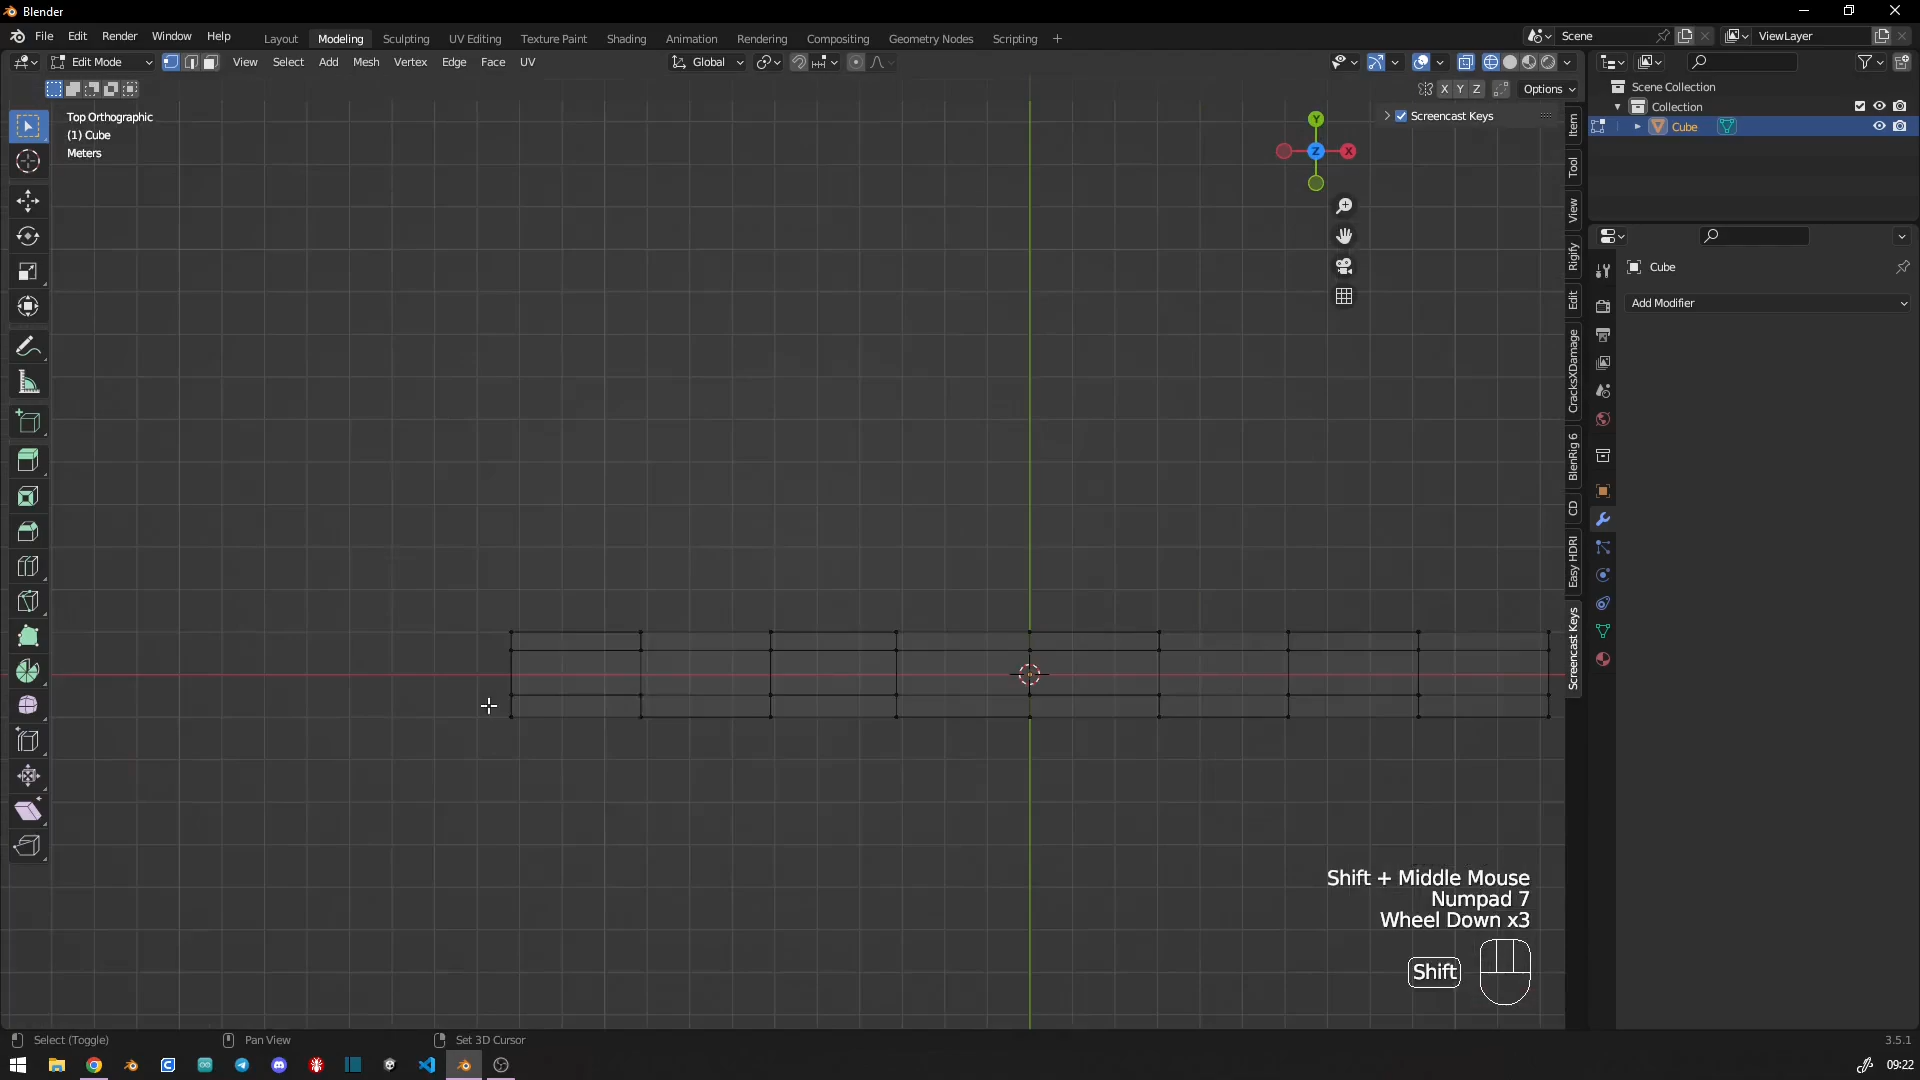 Blender
File Edit Render Window Help
Layout Modeling Sculpting UV Editing Texture Paint Shading Animation Rendering Compositing Geometry Nodes Scripting +
Scene
ViewLayer
Edit Mode
View Select Add Mesh Vertex Edge Face UV
Global
X Y Z
Options
Top Orthographic
(1) Cube
Meters
Y
Z
X
Screencast Keys
Item
Tool
View
Rigify
Edit
CracksXDamage
BlenRig 6
CD
Easy HDRI
Screencast Keys
Scene Collection
Collection
Cube
Cube
Add Modifier
Shift + Middle Mouse
Numpad 7
Wheel Down x3
Shift
Select (Toggle)
Pan View
Set 3D Cursor
3.5.1
09:22